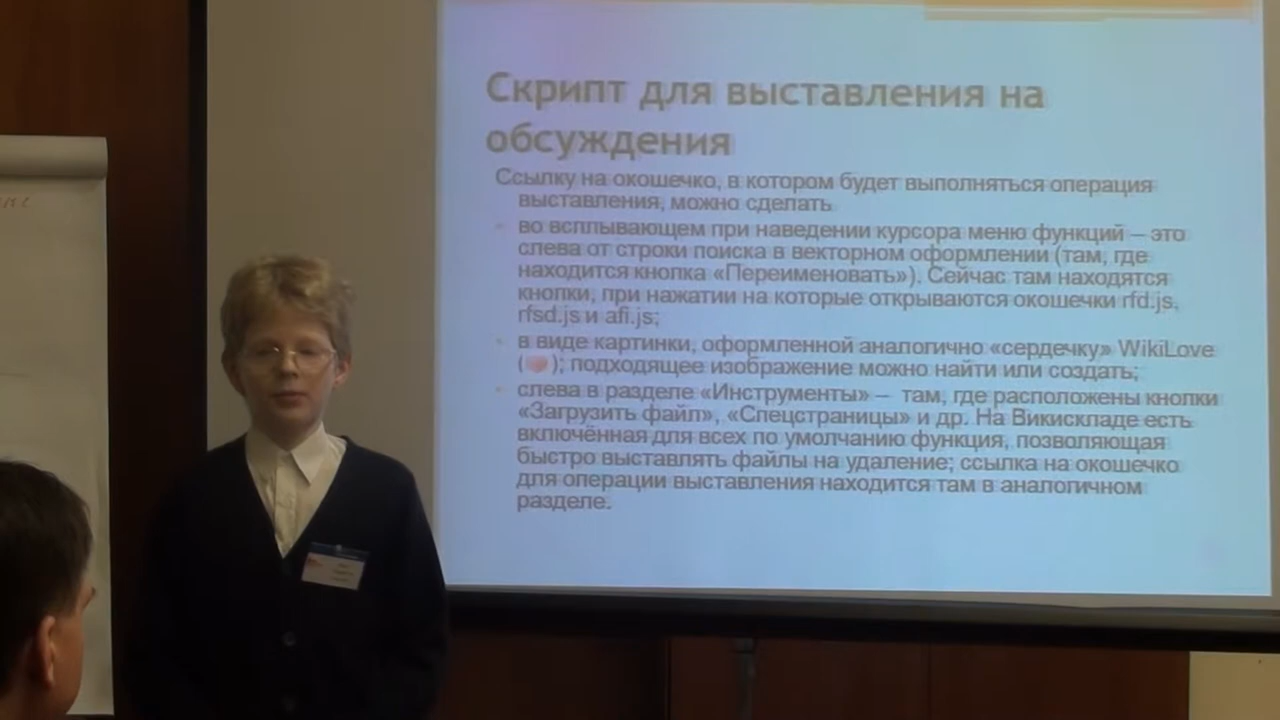 Скрипт для выставления на
обсуждения
Ссылку на окошечко, в котором будет выполняться операция
выставления, можно сделать
во всплывающем при наведении курсора меню функций – это
слева от строки поиска в векторном оформлении (там, где
находится кнопка «Переименовать»). Сейчас там находятся
кнопки, при нажатии на которые открываются окошечки rfd.js,
rfsd.js и afi.js;
в виде картинки, оформленной аналогично «сердечку» WikiLove
( ); подходящее изображение можно найти или создать;
слева в разделе «Инструменты» – там, где расположены кнопки
«Загрузить файл», «Спецстраницы» и др. На Викискладе есть
включённая для всех по умолчанию функция, позволяющая
быстро выставлять файлы на удаление; ссылка на окошечко
для операции выставления находится там в аналогичном
разделе.